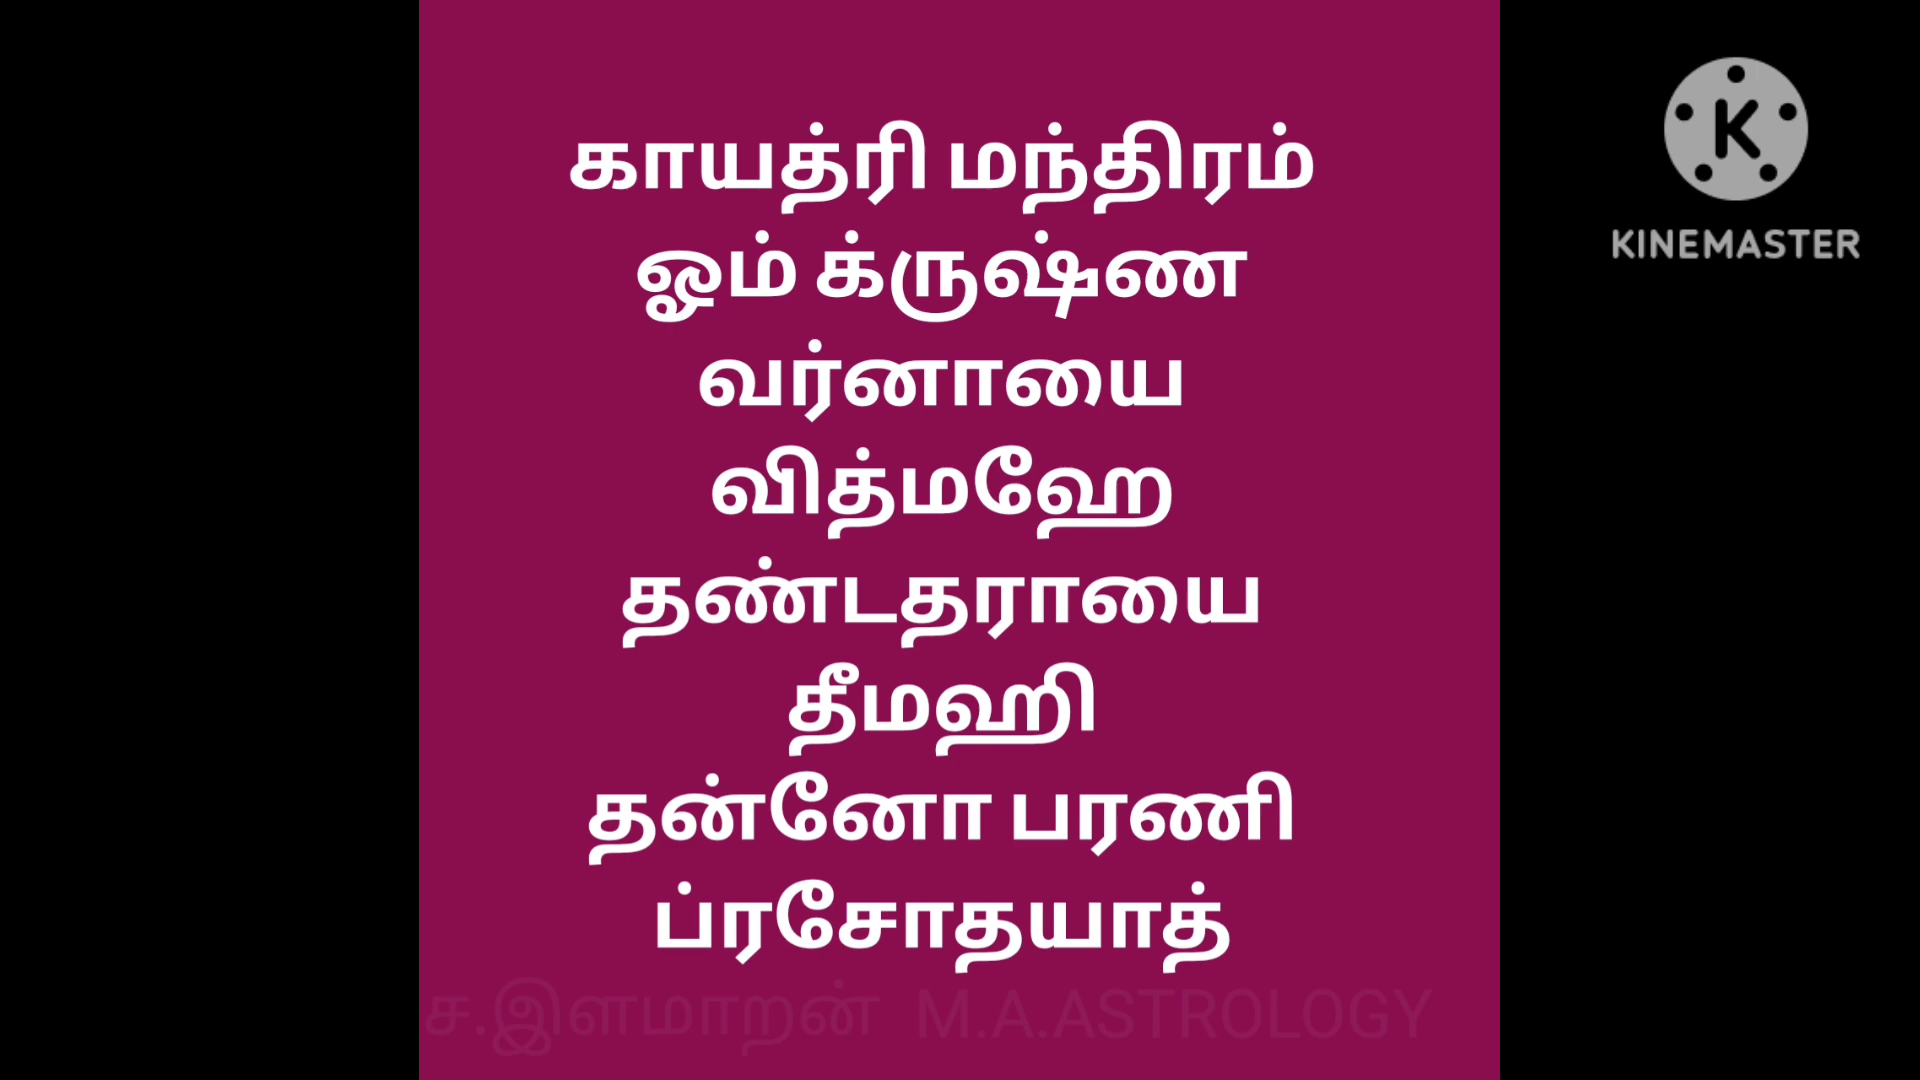 காயத்ரி மந்திரம்
ஓம் க்ருஷ்ண
வர்னாயை
வித்மஹே
தண்டதராயை
தீமஹி
தன்னோ பரணி
ப்ரசோதயாத்
ச.இளமாறன் M.A.ASTROLOGY
K
KINEMASTER